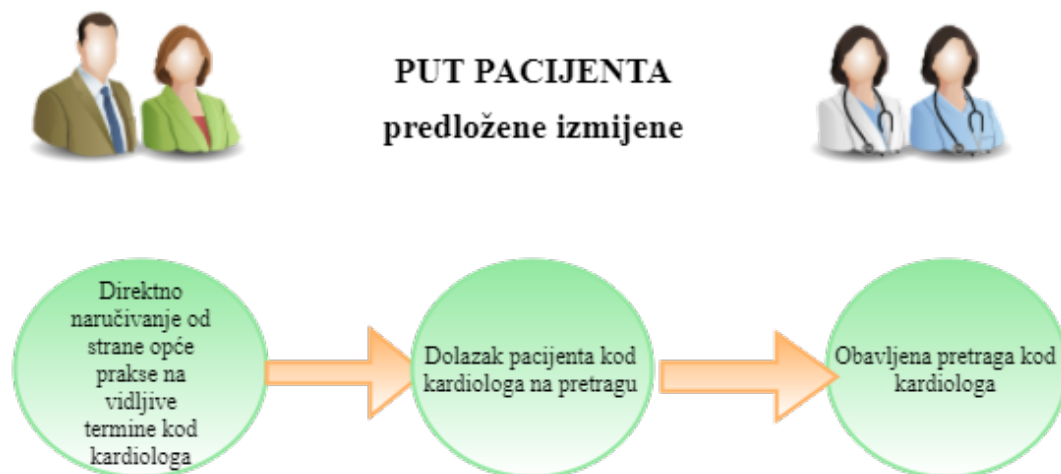 PUT PACIJENTA
predložene izmijene
Direktno
naručivanje od
strane opće
prakse na
vidljive
termine kod
kardiologa
Dolazak pacijenta kod
kardiologa na pretragu
Obavljena pretraga kod
kardiologa